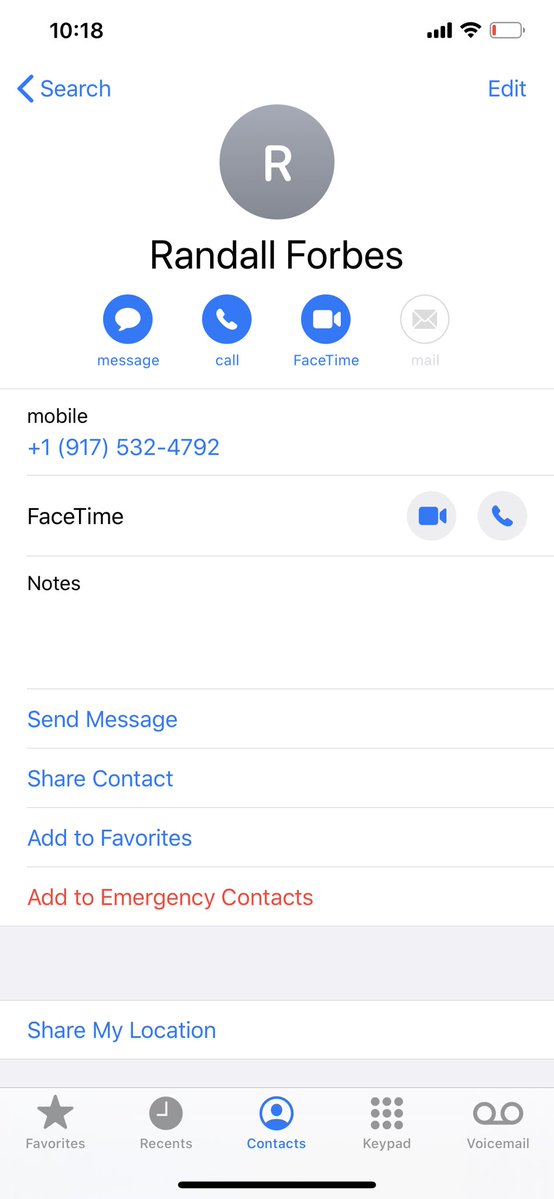 10:18
Search
Edit
R
Randall Forbes
message call FaceTime mail
mobile
+1 (917) 532-4792
FaceTime
Notes
Send Message
Share Contact
Add to Favorites
Add to Emergency Contacts
Share My Location
Favorites Recents Contacts Keypad Voicemail